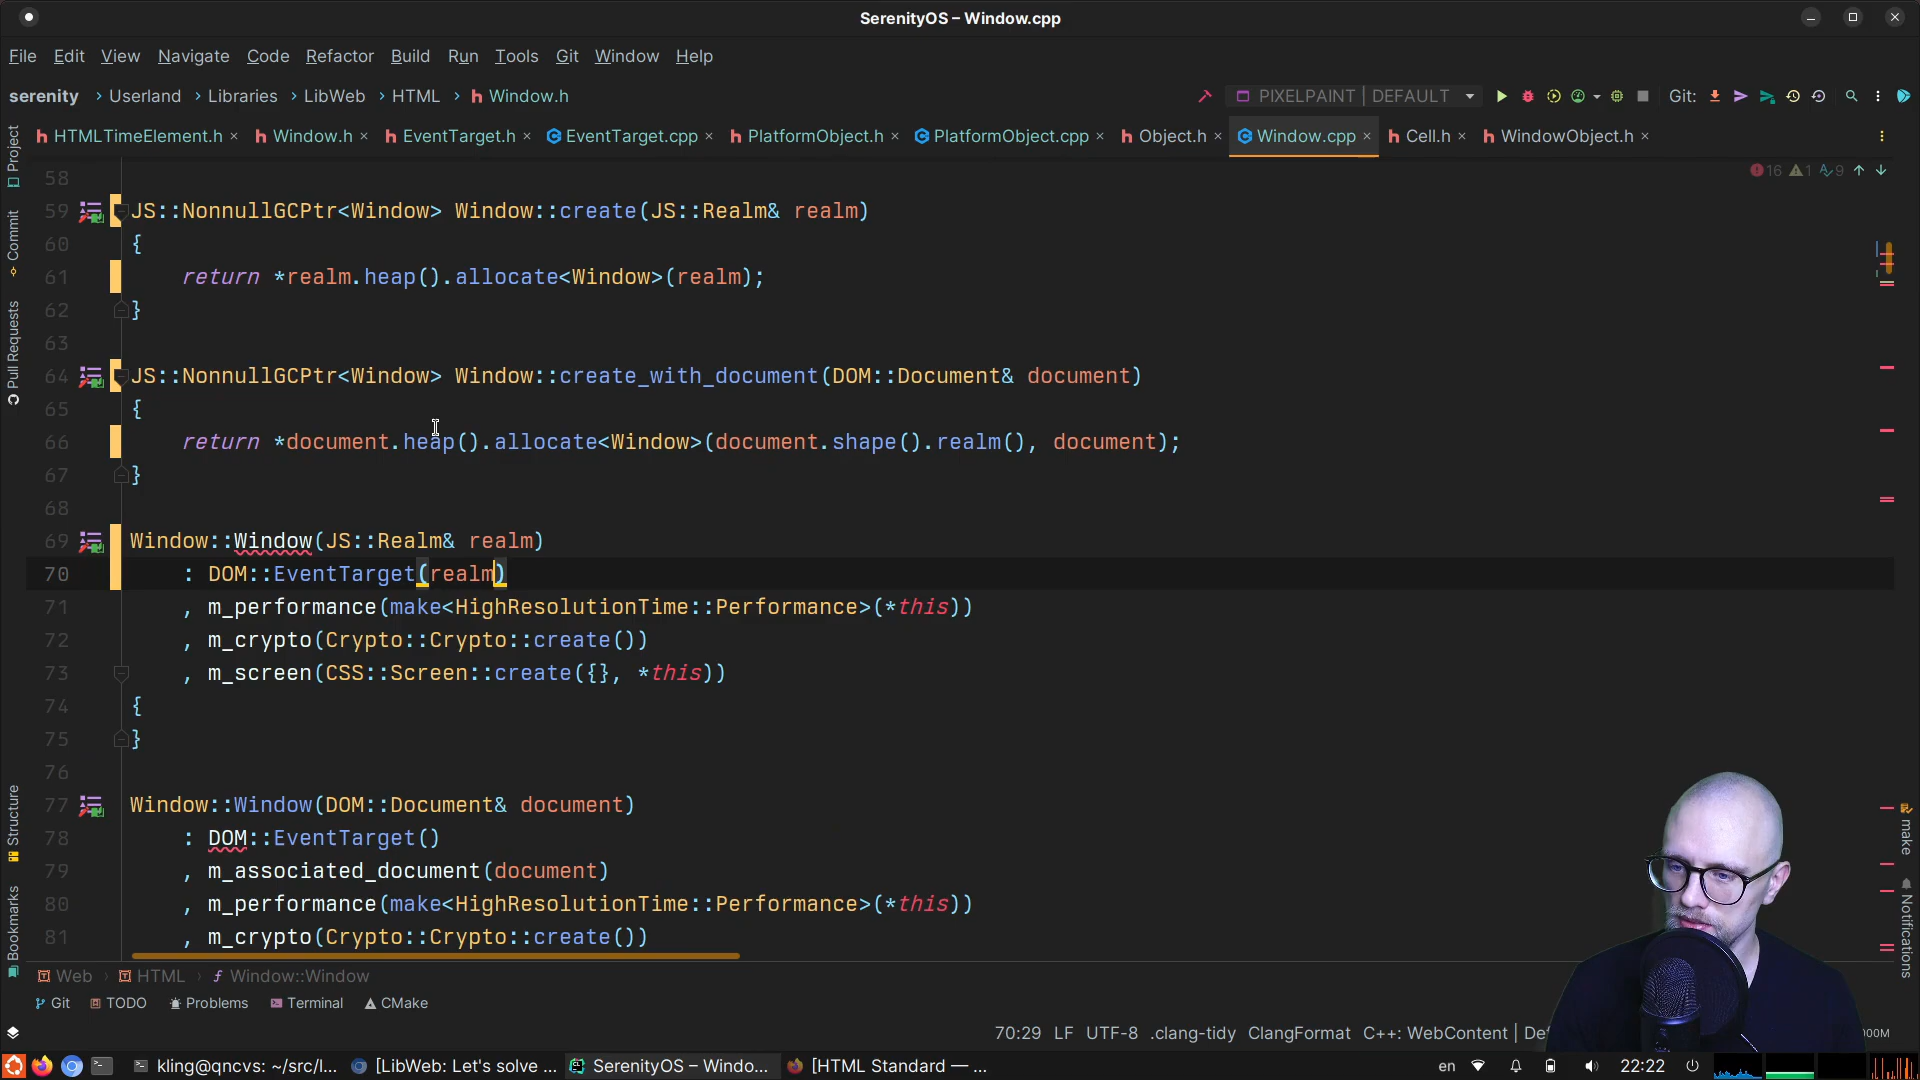 SerenityOS – Window.cpp
File Edit View Navigate Code Refactor Build Run Tools Git Window Help
serenity › Userland › Libraries › LibWeb › HTML › Window.h
PIXELPAINT | DEFAULT
Git:
HTMLTimeElement.h × Window.h × EventTarget.h × EventTarget.cpp × PlatformObject.h × PlatformObject.cpp × Object.h × Window.cpp × Cell.h × WindowObject.h ×
16 1 9
Project
Commit
Pull Requests
Structure
Bookmarks
58
59 JS::NonnullGCPtr<Window> Window::create(JS::Realm& realm)
60 {
61 return *realm.heap().allocate<Window>(realm);
62 }
63
64 JS::NonnullGCPtr<Window> Window::create_with_document(DOM::Document& document)
65 {
66 return *document.heap().allocate<Window>(document.shape().realm(), document);
67 }
68
69 Window::Window(JS::Realm& realm)
70 : DOM::EventTarget(realm)
71 , m_performance(make<HighResolutionTime::Performance>(*this))
72 , m_crypto(Crypto::Crypto::create())
73 , m_screen(CSS::Screen::create({}, *this))
74 {
75 }
76
77 Window::Window(DOM::Document& document)
78 : DOM::EventTarget()
79 , m_associated_document(document)
80 , m_performance(make<HighResolutionTime::Performance>(*this))
81 , m_crypto(Crypto::Crypto::create())
make
Notifications
Web › HTML › Window::Window
Git TODO Problems Terminal CMake
70:29 LF UTF-8 .clang-tidy ClangFormat C++: WebContent |
kling@qncvs: ~/src/l... [LibWeb: Let's solve ... SerenityOS – Windo... [HTML Standard — ... en 22:22